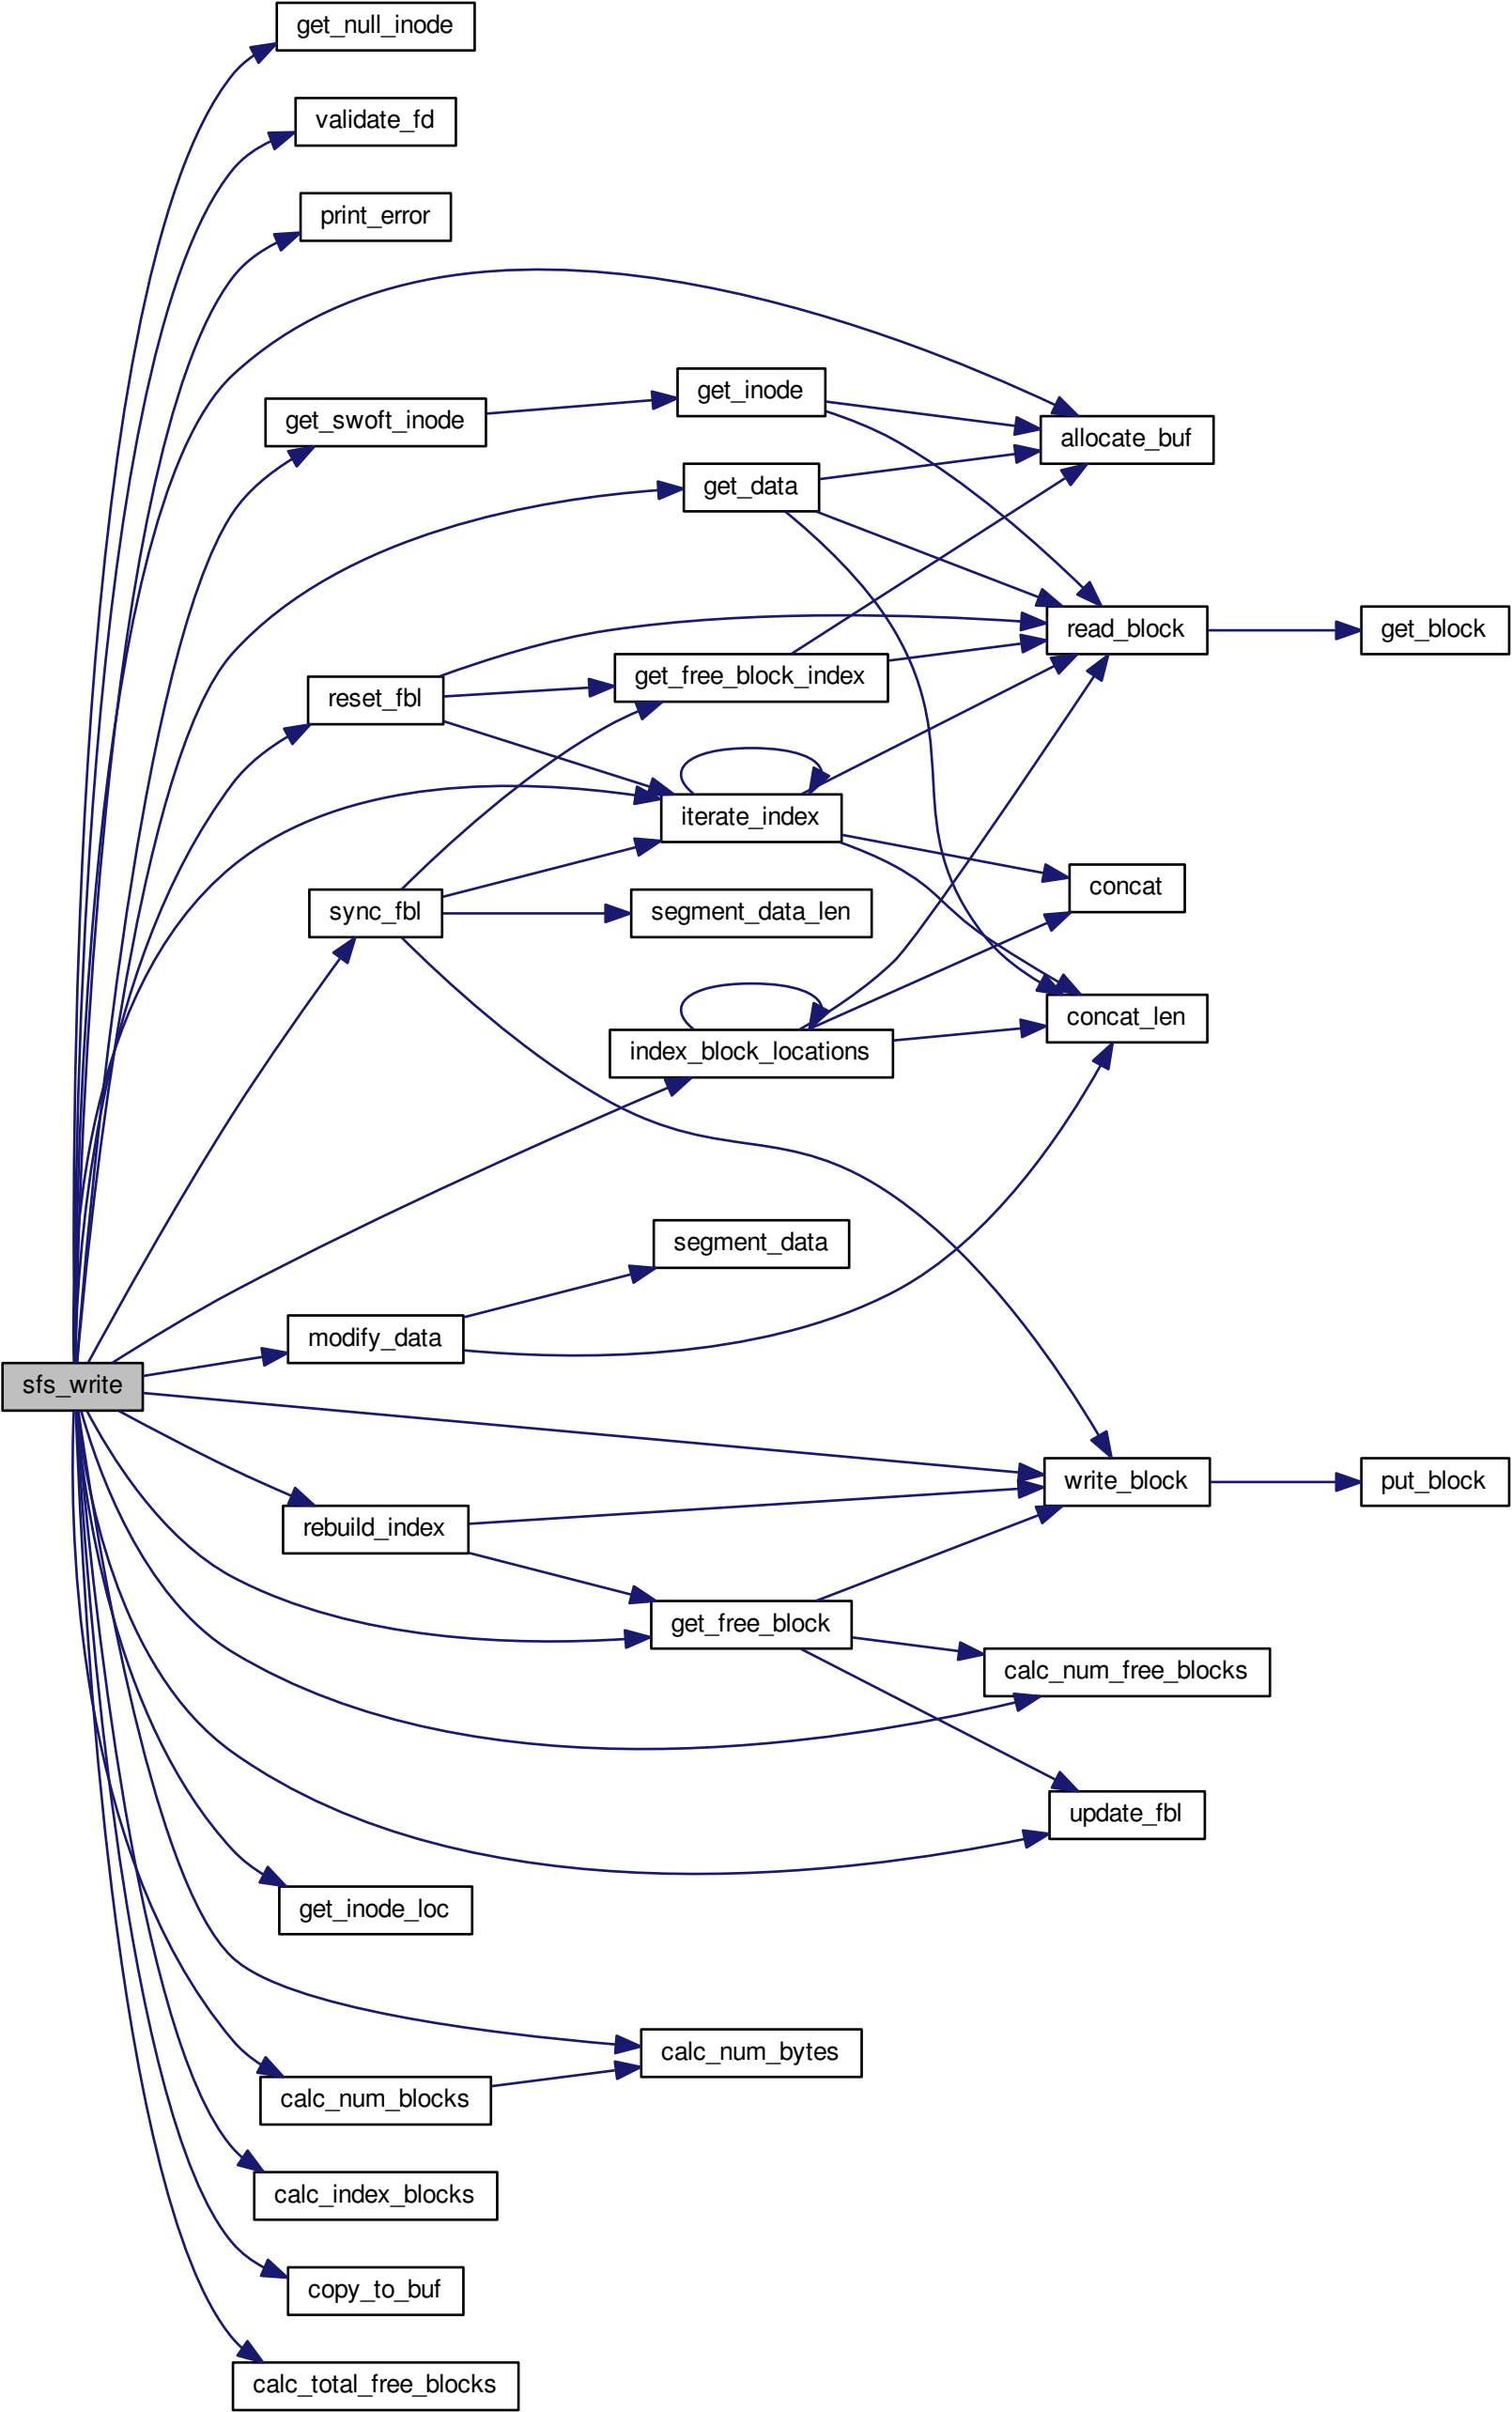 get_null_inode
validate_fd
print_error
get_inode
get_swoft_inode
allocate_buf
get_data
read_block
get_block
get_free_block_index
reset_fbl
iterate_index
concat
sync_fbl
segment_data_len
concat_len
index_block_locations
segment_data
modify_data
sfs_write
write_block
put_block
rebuild_index
get_free_block
calc_num_free_blocks
update_fbl
get_inode_loc
calc_num_bytes
calc_num_blocks
calc_index_blocks
copy_to_buf
calc_total_free_blocks